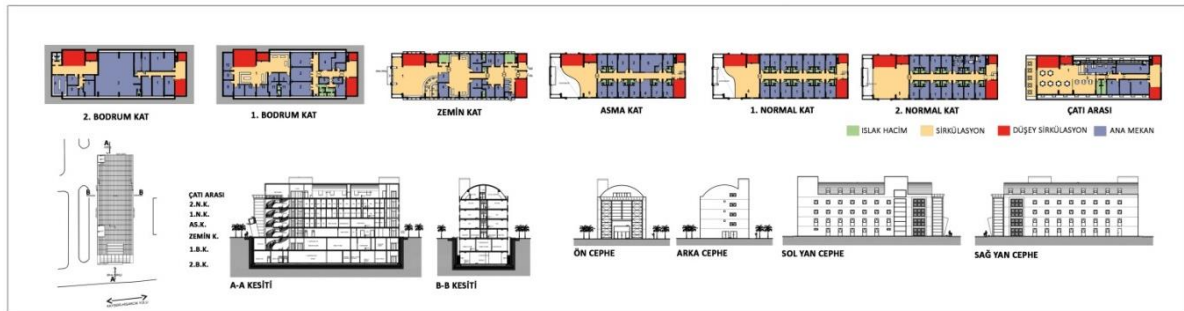 2. BODRUM KAT
1. BODRUM KAT
ZEMİN KAT
ASMA KAT
1. NORMAL KAT
2. NORMAL KAT
ÇATI ARASI
ISLAK HACİM
SİRKÜLASYON
DÜŞEY SİRKÜLASYON
ANA MEKAN
A
B
B
A
ÇATI ARASI
2.N.K.
1.N.K.
AS.K.
ZEMİN K.
1.B.K.
2.B.K.
A-A KESİTİ
B-B KESİTİ
ÖN CEPHE
ARKA CEPHE
SOL YAN CEPHE
SAĞ YAN CEPHE